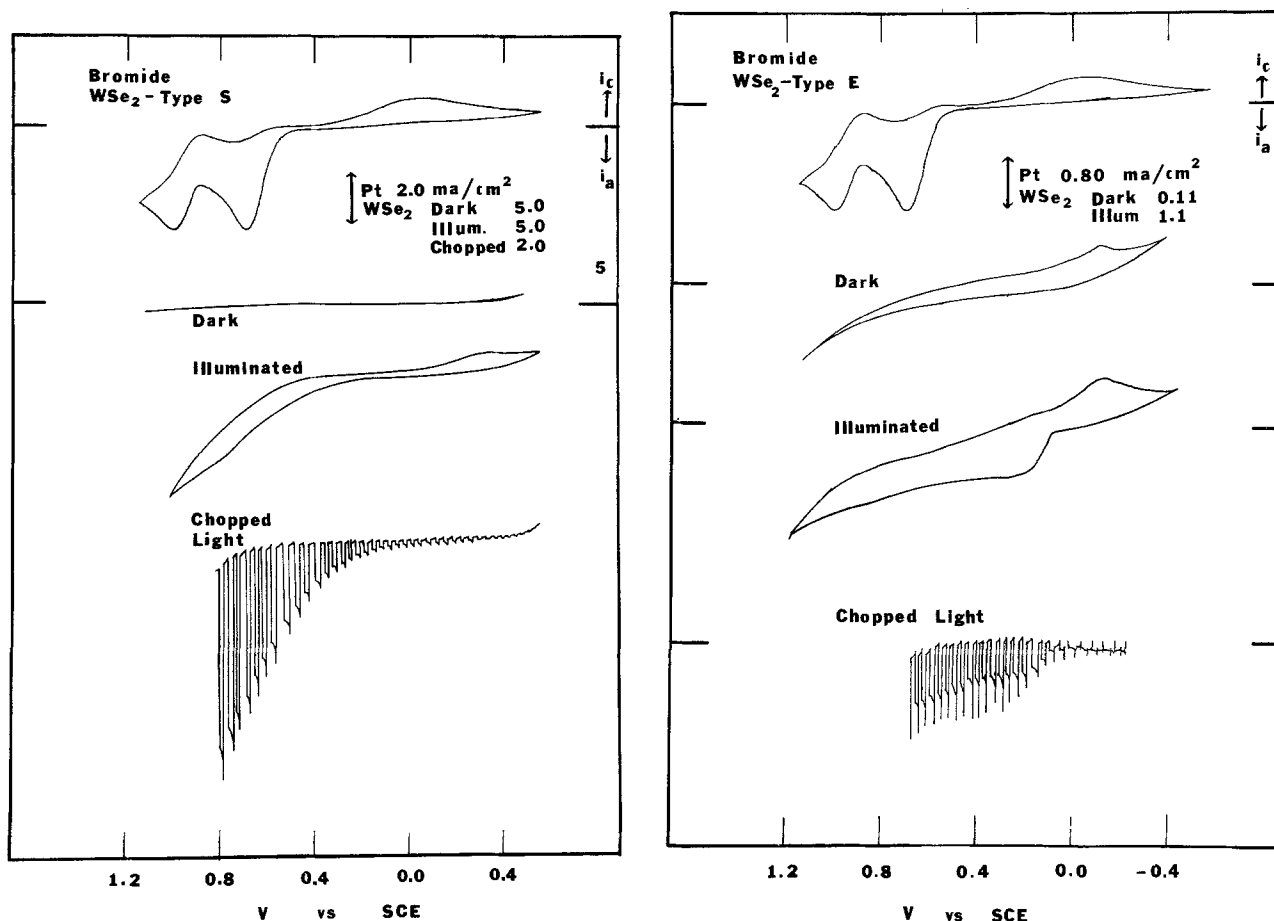 Bromide
WSe2-Type S
ic
ia
Pt 2.0 ma/cm2
WSe2 Dark 5.0
Illum. 5.0
Chopped 2.0
5
Dark
Illuminated
Chopped
Light
1.2 0.8 0.4 0.0 0.4
V vs SCE
Bromide
WSe2-Type E
ic
ia
Pt 0.80 ma/cm2
WSe2 Dark 0.11
Illum 1.1
Dark
Illuminated
Chopped Light
1.2 0.8 0.4 0.0 -0.4
V vs SCE